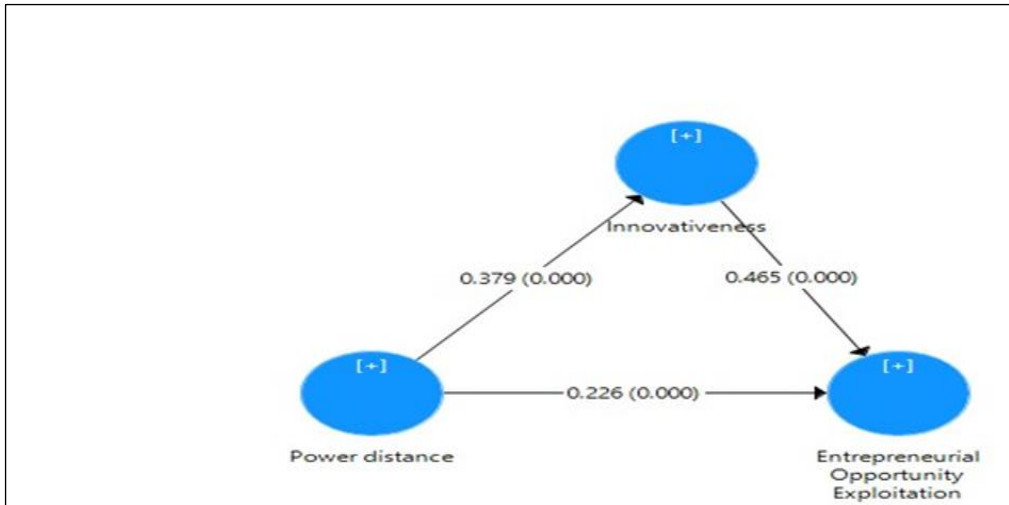 [+]
Innovativeness
0.379 (0.000)
0.465 (0.000)
[+]
[+]
0.226 (0.000)
Power distance
Entrepreneurial
Opportunity
Exploitation